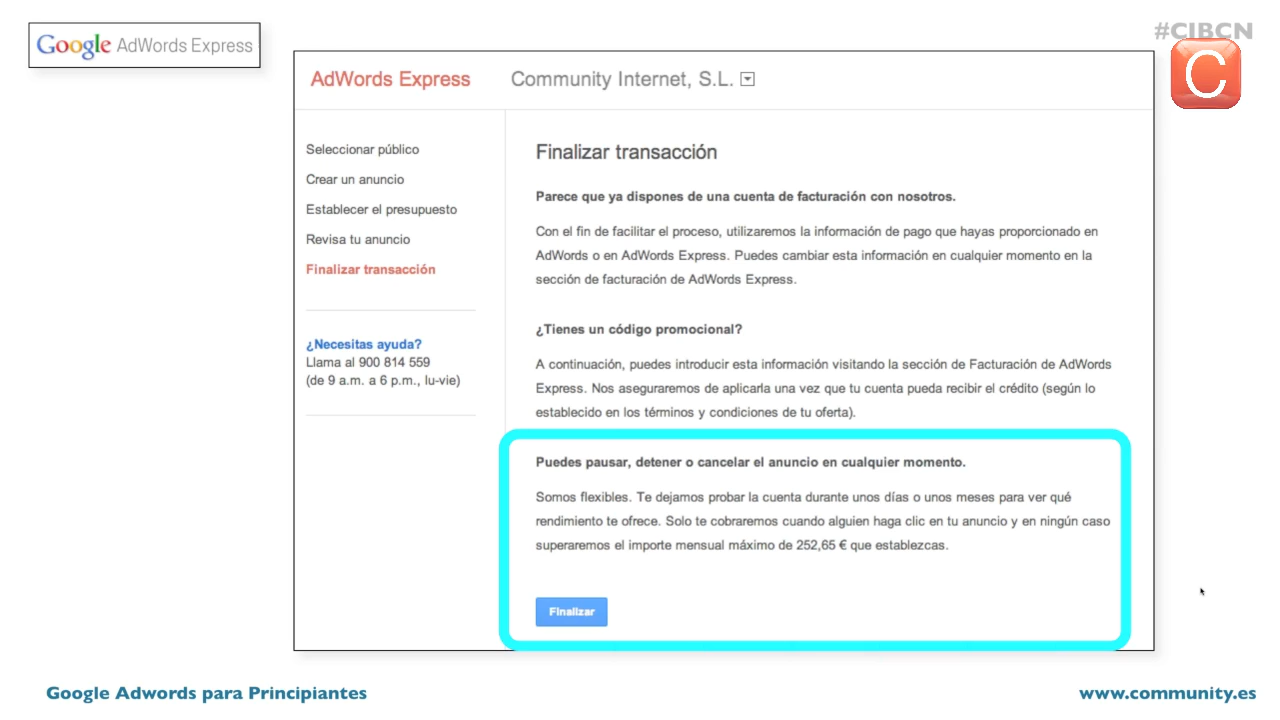 Google AdWords Express
#CIBCN
C
AdWords Express
Community Internet, S.L.
Seleccionar público
Crear un anuncio
Establecer el presupuesto
Revisa tu anuncio
Finalizar transacción
¿Necesitas ayuda?
Llama al 900 814 559
(de 9 a.m. a 6 p.m., lu-vie)
Finalizar transacción
Parece que ya dispones de una cuenta de facturación con nosotros.
Con el fin de facilitar el proceso, utilizaremos la información de pago que hayas proporcionado en
AdWords o en AdWords Express. Puedes cambiar esta información en cualquier momento en la
sección de facturación de AdWords Express.
¿Tienes un código promocional?
A continuación, puedes introducir esta información visitando la sección de Facturación de AdWords
Express. Nos aseguraremos de aplicarla una vez que tu cuenta pueda recibir el crédito (según lo
establecido en los términos y condiciones de tu oferta).
Puedes pausar, detener o cancelar el anuncio en cualquier momento.
Somos flexibles. Te dejamos probar la cuenta durante unos días o unos meses para ver qué
rendimiento te ofrece. Solo te cobraremos cuando alguien haga clic en tu anuncio y en ningún caso
superaremos el importe mensual máximo de 252,65 € que establezcas.
Finalizar
Google Adwords para Principiantes
www.community.es